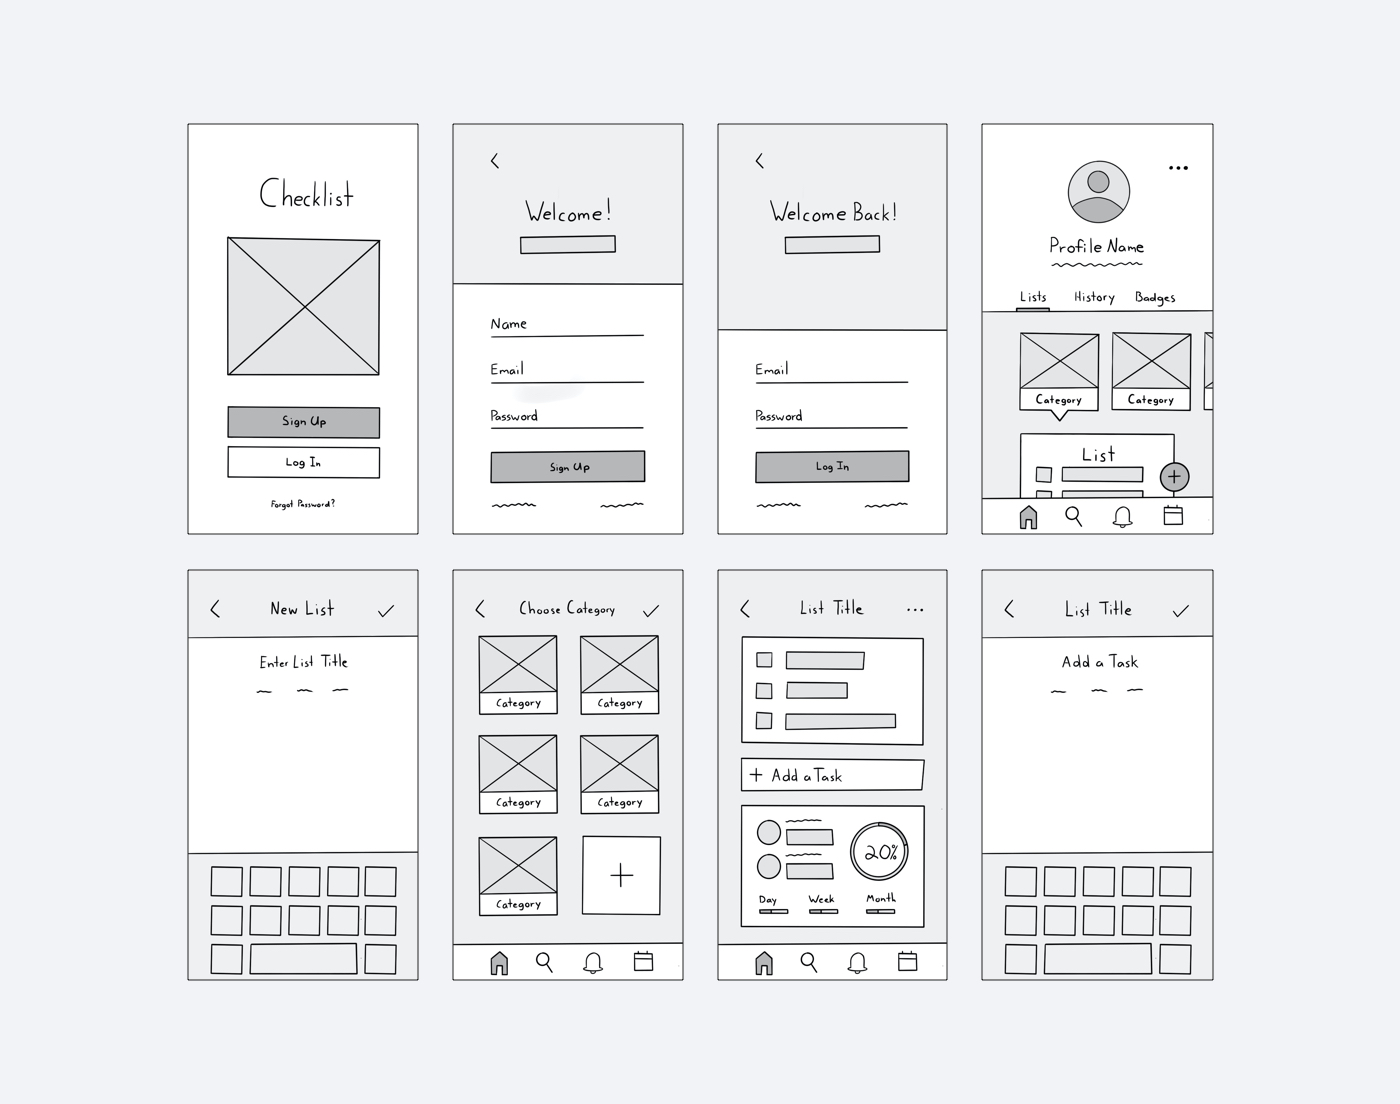 Checklist
Sign Up
Log In
Forgot Password?
Welcome!
Name
Email
Password
Sign Up
Welcome Back!
Email
Password
Log In
Profile Name
Lists History Badges
Category Category
List
New List
Enter List Title
Choose Category
Category Category
Category Category
Category
List Title
+ Add a Task
20%
Day Week Month
List Title
Add a Task